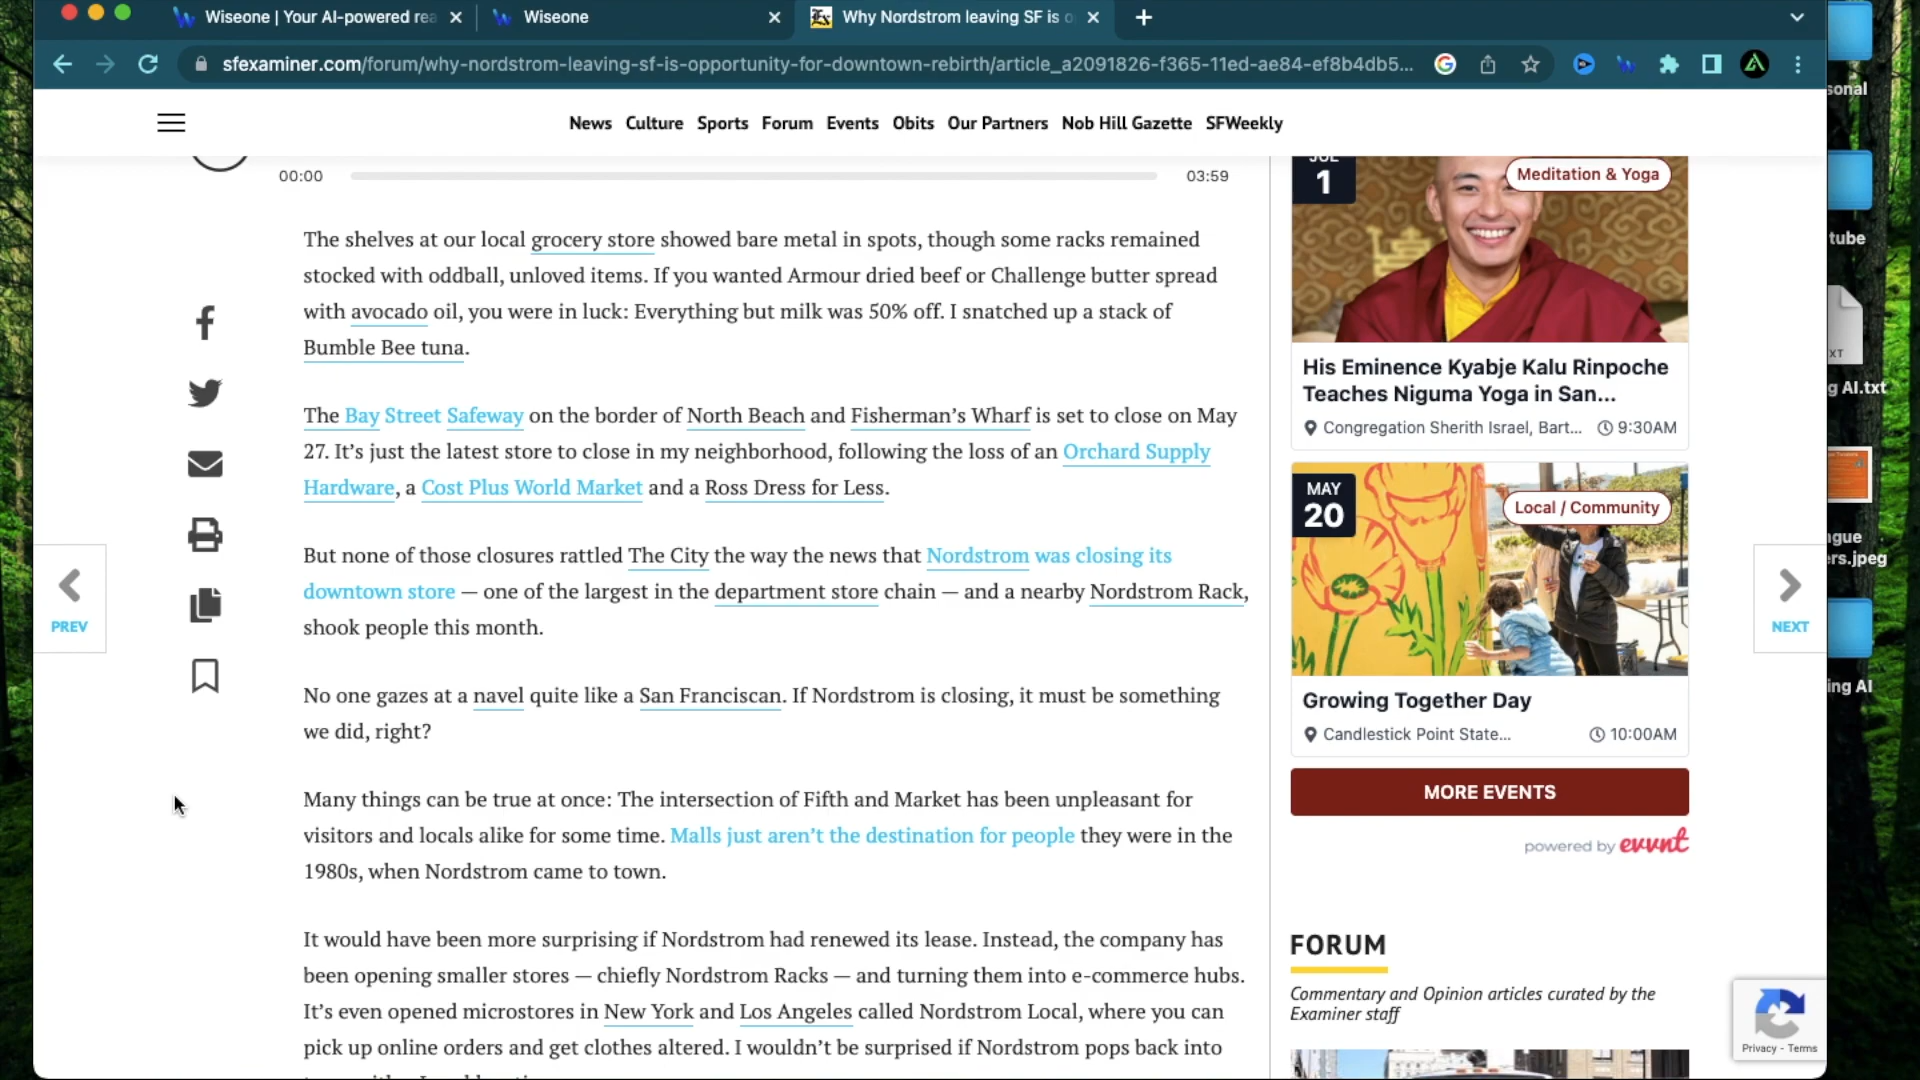 Wiseone | Your AI-powered rea
Wiseone
Why Nordstrom leaving SF is o
sfexaminer.com/forum/why-nordstrom-leaving-sf-is-opportunity-for-downtown-rebirth/article_a2091826-f365-11ed-ae84-ef8b4db5...
News Culture Sports Forum Events Obits Our Partners Nob Hill Gazette SFWeekly
00:00
03:59
The shelves at our local grocery store showed bare metal in spots, though some racks remained
stocked with oddball, unloved items. If you wanted Armour dried beef or Challenge butter spread
with avocado oil, you were in luck: Everything but milk was 50% off. I snatched up a stack of
Bumble Bee tuna.
The Bay Street Safeway on the border of North Beach and Fisherman’s Wharf is set to close on May
27. It’s just the latest store to close in my neighborhood, following the loss of an Orchard Supply
Hardware, a Cost Plus World Market and a Ross Dress for Less.
But none of those closures rattled The City the way the news that Nordstrom was closing its
downtown store — one of the largest in the department store chain — and a nearby Nordstrom Rack,
shook people this month.
No one gazes at a navel quite like a San Franciscan. If Nordstrom is closing, it must be something
we did, right?
Many things can be true at once: The intersection of Fifth and Market has been unpleasant for
visitors and locals alike for some time. Malls just aren’t the destination for people they were in the
1980s, when Nordstrom came to town.
It would have been more surprising if Nordstrom had renewed its lease. Instead, the company has
been opening smaller stores — chiefly Nordstrom Racks — and turning them into e-commerce hubs.
It’s even opened microstores in New York and Los Angeles called Nordstrom Local, where you can
pick up online orders and get clothes altered. I wouldn’t be surprised if Nordstrom pops back into
PREV
NEXT
JUL
1
Meditation & Yoga
His Eminence Kyabje Kalu Rinpoche
Teaches Niguma Yoga in San...
Congregation Sherith Israel, Bart... 9:30AM
MAY
20
Local / Community
Growing Together Day
Candlestick Point State... 10:00AM
MORE EVENTS
powered by evvnt
FORUM
Commentary and Opinion articles curated by the
Examiner staff
Privacy - Terms
sonal
tube
XT
g AI.txt
ngue
ers.jpeg
ing AI